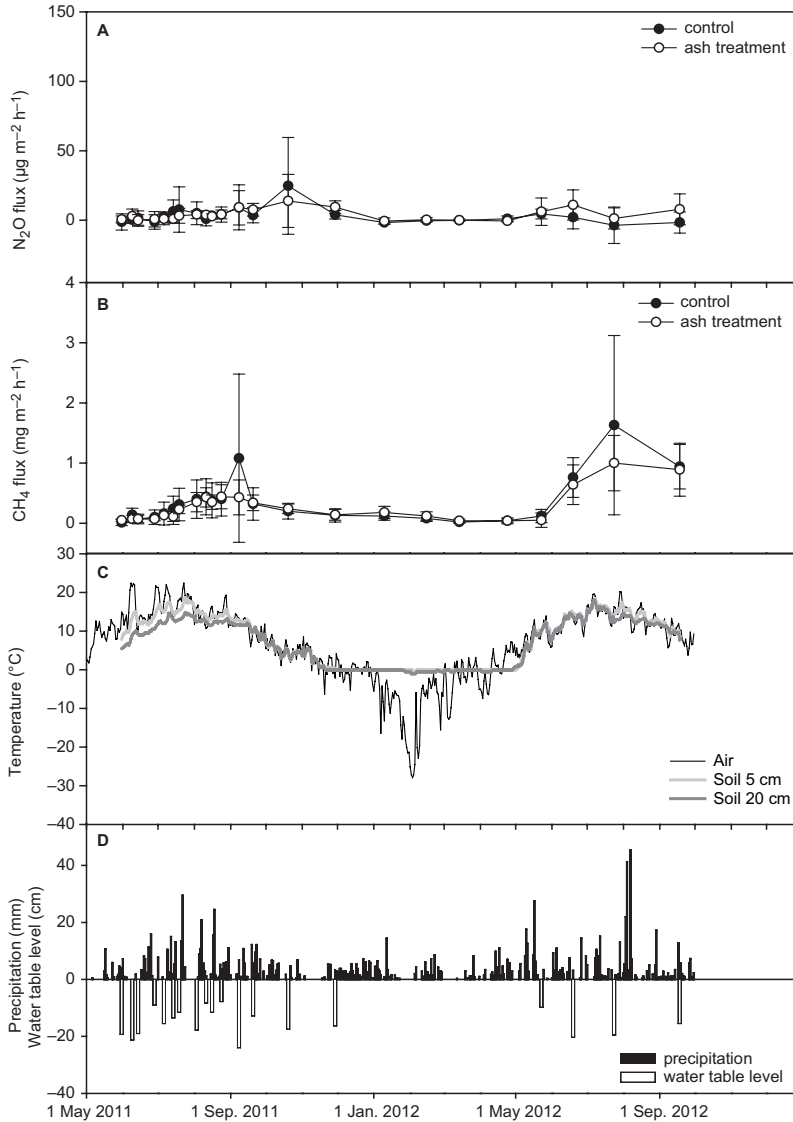 A
control
ash treatment
150
100
50
0
N₂O flux (µg m⁻² h⁻¹)
B
control
ash treatment
4
3
2
1
0
CH₄ flux (mg m⁻² h⁻¹)
C
30
20
10
0
–10
–20
–30
–40
Temperature (°C)
Air
Soil 5 cm
Soil 20 cm
D
40
20
0
–20
–40
Precipitation (mm)
Water table level (cm)
precipitation
water table level
1 May 2011
1 Sep. 2011
1 Jan. 2012
1 May 2012
1 Sep. 2012